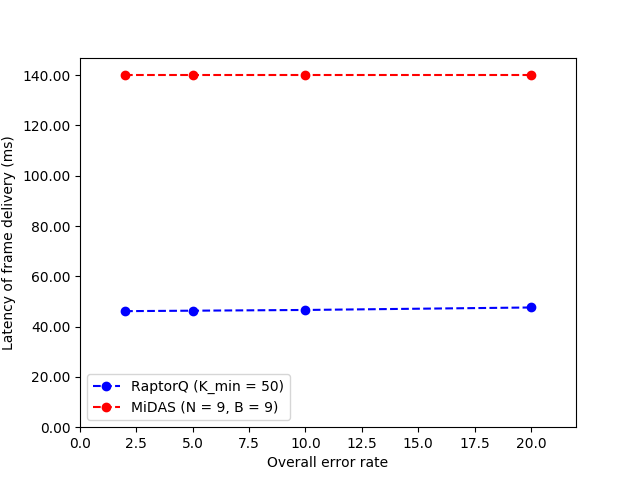 140.00
120.00
100.00
80.00
60.00
40.00
20.00
0.00
Latency of frame delivery (ms)
RaptorQ (K_min = 50)
MiDAS (N = 9, B = 9)
0.0 2.5 5.0 7.5 10.0 12.5 15.0 17.5 20.0
Overall error rate